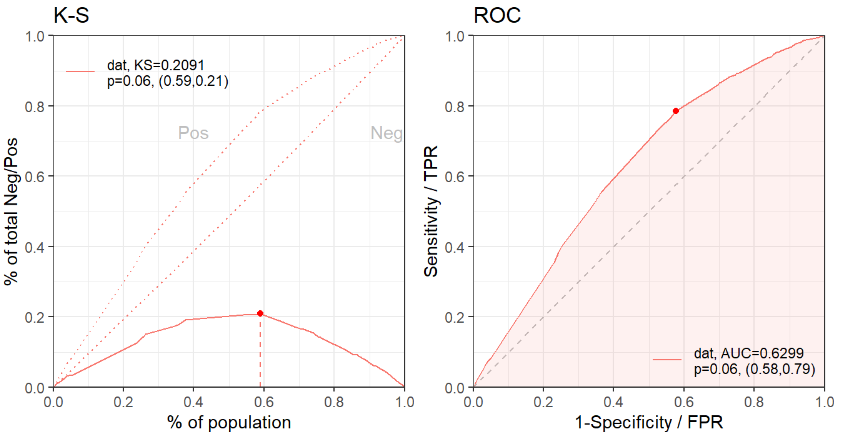 K-S
dat, KS=0.2091
p=0.06, (0.59,0.21)
Pos
Neg
% of total Neg/Pos
1.0
0.8
0.6
0.4
0.2
0.0
0.0 0.2 0.4 0.6 0.8 1.0
% of population
ROC
Sensitivity / TPR
1.0
0.8
0.6
0.4
0.2
0.0
dat, AUC=0.6299
p=0.06, (0.58,0.79)
0.0 0.2 0.4 0.6 0.8 1.0
1-Specificity / FPR